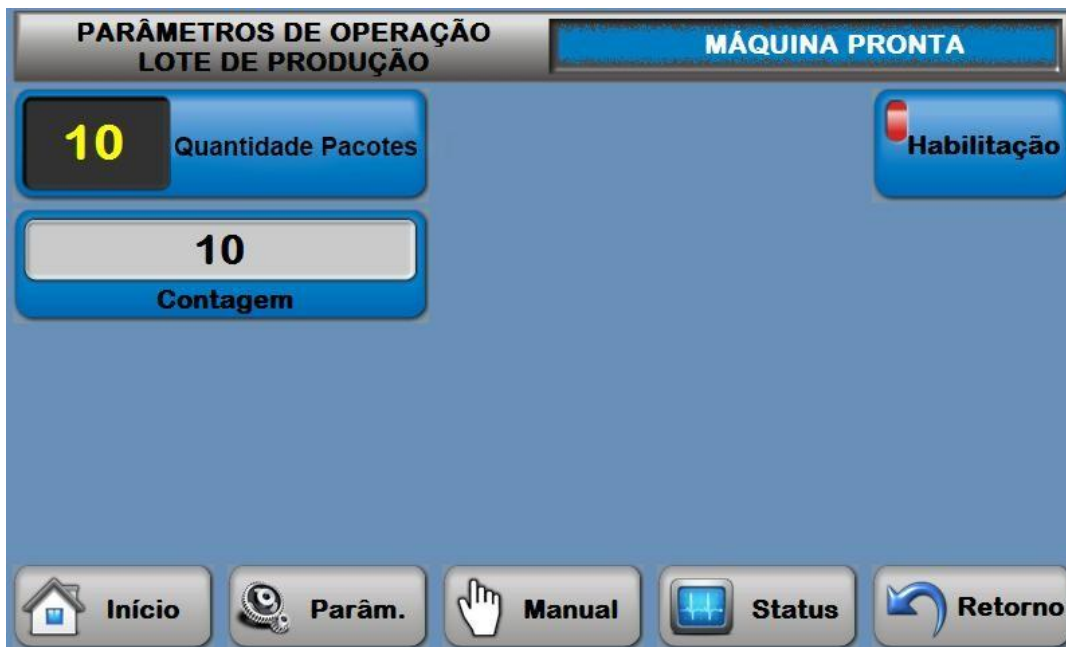 PARÂMETROS DE OPERAÇÃO
LOTE DE PRODUÇÃO
MÁQUINA PRONTA
10
Quantidade Pacotes
Habilitação
10
Contagem
Início
Parâm.
Manual
Status
Retorno